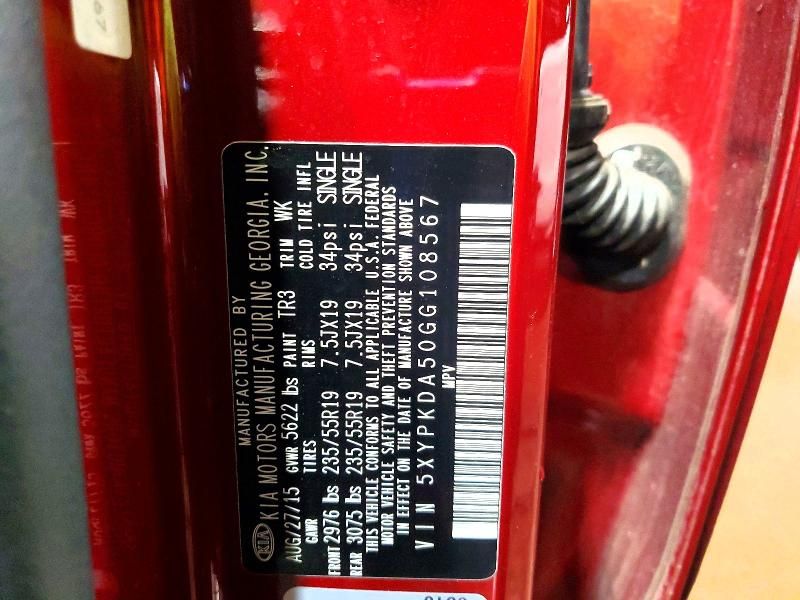 MANUFACTURED BY
KIA KIA MOTORS MANUFACTURING GEORGIA, INC.
AUG/27/15 GVWR 5622 lbs PAINT TR3 TRIM WK
GAWR TIRES RIMS COLD TIRE INFL
FRONT 2976 lbs 235/55R19 7.5JX19 34psi SINGLE
REAR 3075 lbs 235/55R19 7.5JX19 34psi SINGLE
THIS VEHICLE CONFORMS TO ALL APPLICABLE U.S.A. FEDERAL
MOTOR VEHICLE SAFETY AND THEFT PREVENTION STANDARDS
IN EFFECT ON THE DATE OF MANUFACTURE SHOWN ABOVE
VIN 5XYPKDA50GG108567
MPV
67